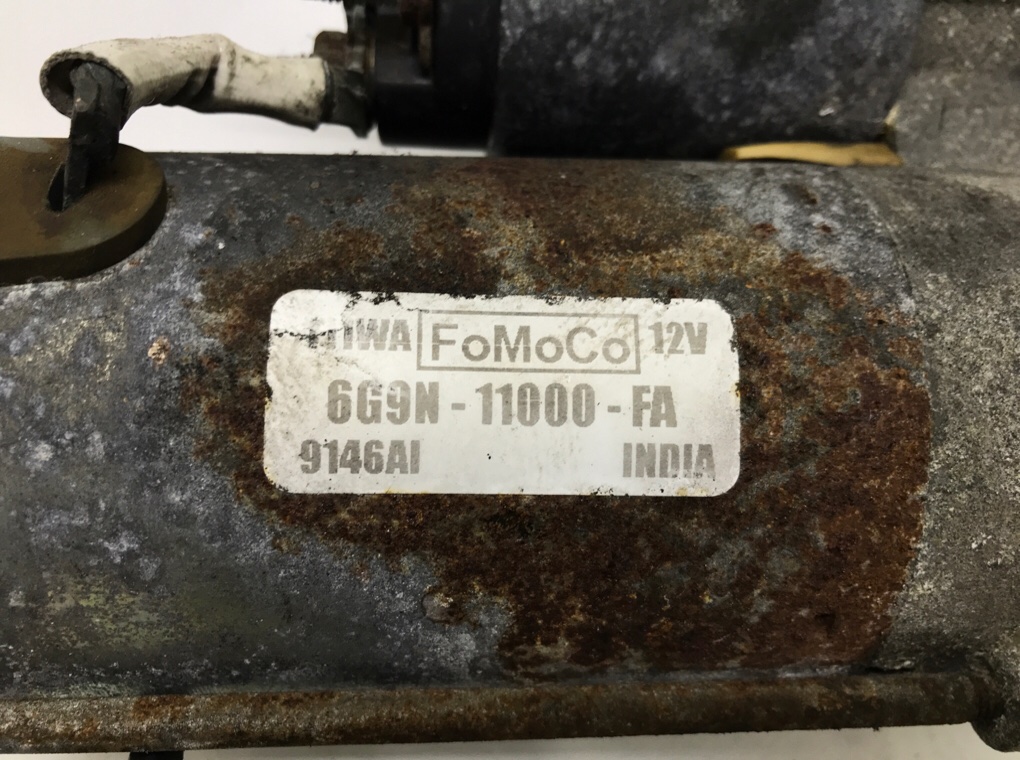 FoMoCo 12V
6G9N - 11000 - FA
9146AI INDIA